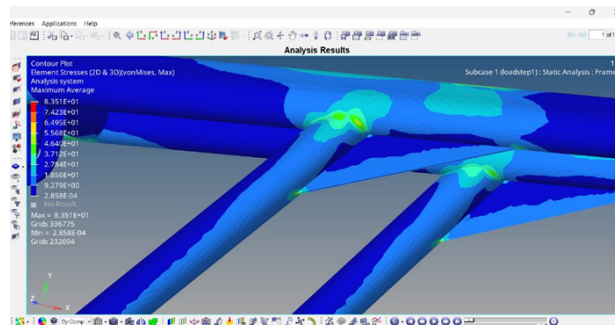 references Applications Help
1 of 1
Analysis Results
Contour Plot
Element Stresses (2D & 3D)(vonMises, Max)
Analysis system
Maximum Average
8.351E+01
7.423E+01
6.495E+01
5.568E+01
4.640E+01
3.712E+01
2.784E+01
1.856E+01
9.279E+00
2.858E-04
No Result
Max = 8.351E+01
Grids 336775
Min = 2.858E-04
Grids 232094
1
Subcase 1 (loadstep1) : Static Analysis : Frame
Y
Z
X
By Comp